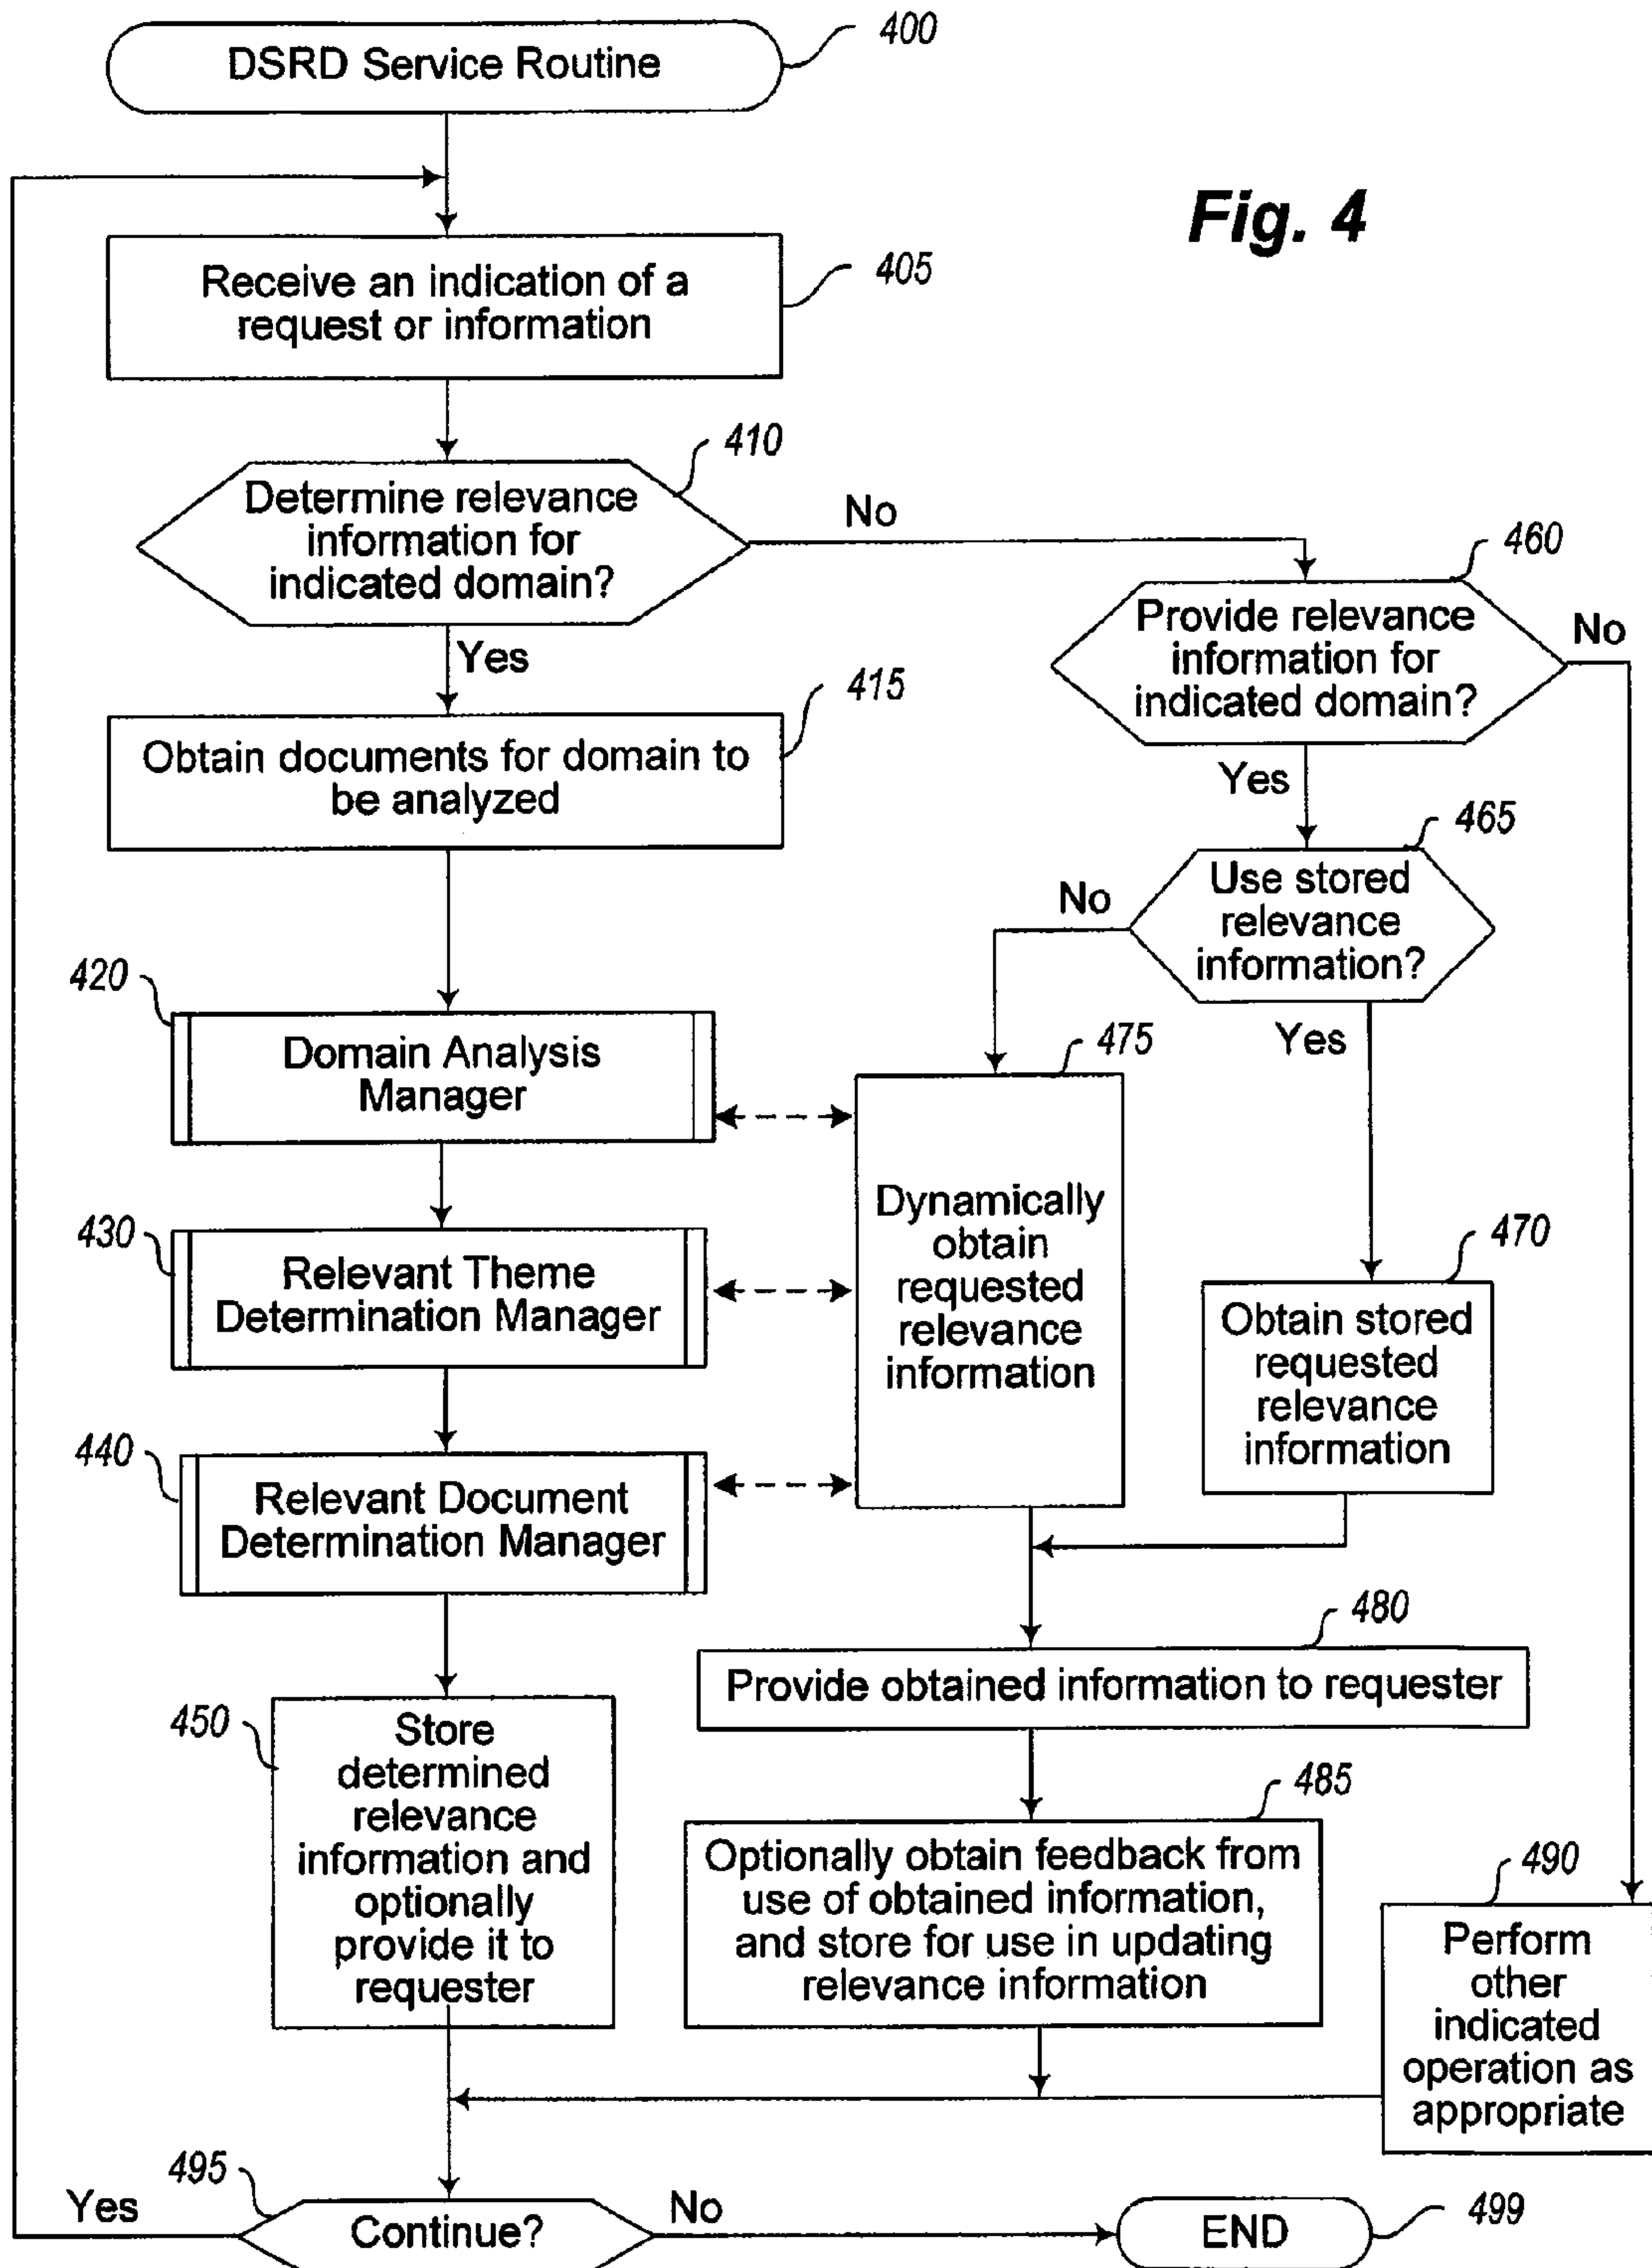 DSRD Service Routine
400
Fig. 4
Receive an indication of a
request or information
405
Determine relevance
information for
indicated domain?
410
No
Yes
460
Provide relevance
information for
indicated domain?
No
Yes
415
Obtain documents for domain to
be analyzed
465
Use stored
relevance
information?
No
Yes
420
Domain Analysis
Manager
475
Dynamically
obtain
requested
relevance
information
430
Relevant Theme
Determination Manager
470
Obtain stored
requested
relevance
information
440
Relevant Document
Determination Manager
480
Provide obtained information to requester
450
Store
determined
relevance
information and
optionally
provide it to
requester
485
Optionally obtain feedback from
use of obtained information,
and store for use in updating
relevance information
490
Perform
other
indicated
operation as
appropriate
495
Yes
Continue?
No
END
499